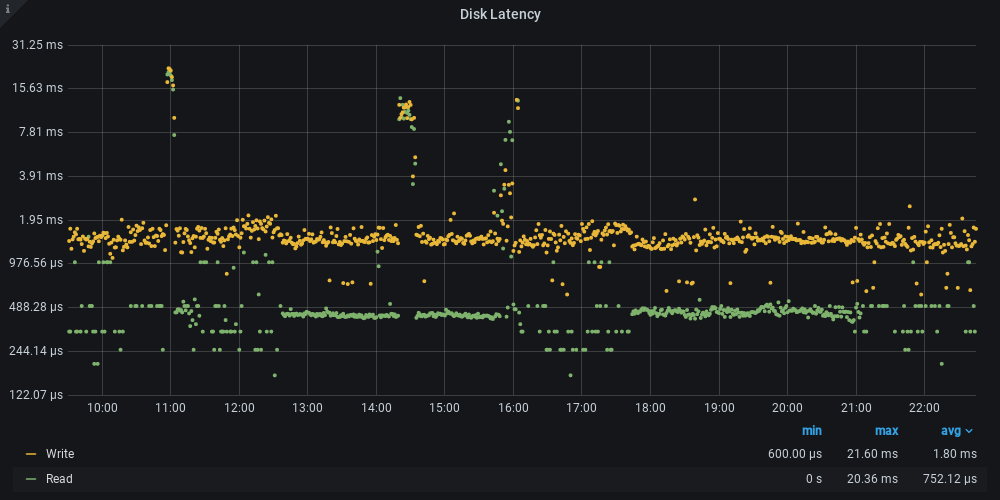 i
Disk Latency
31.25 ms
15.63 ms
7.81 ms
3.91 ms
1.95 ms
976.56 µs
488.28 µs
244.14 µs
122.07 µs
10:00 11:00 12:00 13:00 14:00 15:00 16:00 17:00 18:00 19:00 20:00 21:00 22:00
min max avg
Write 600.00 µs 21.60 ms 1.80 ms
Read 0 s 20.36 ms 752.12 µs